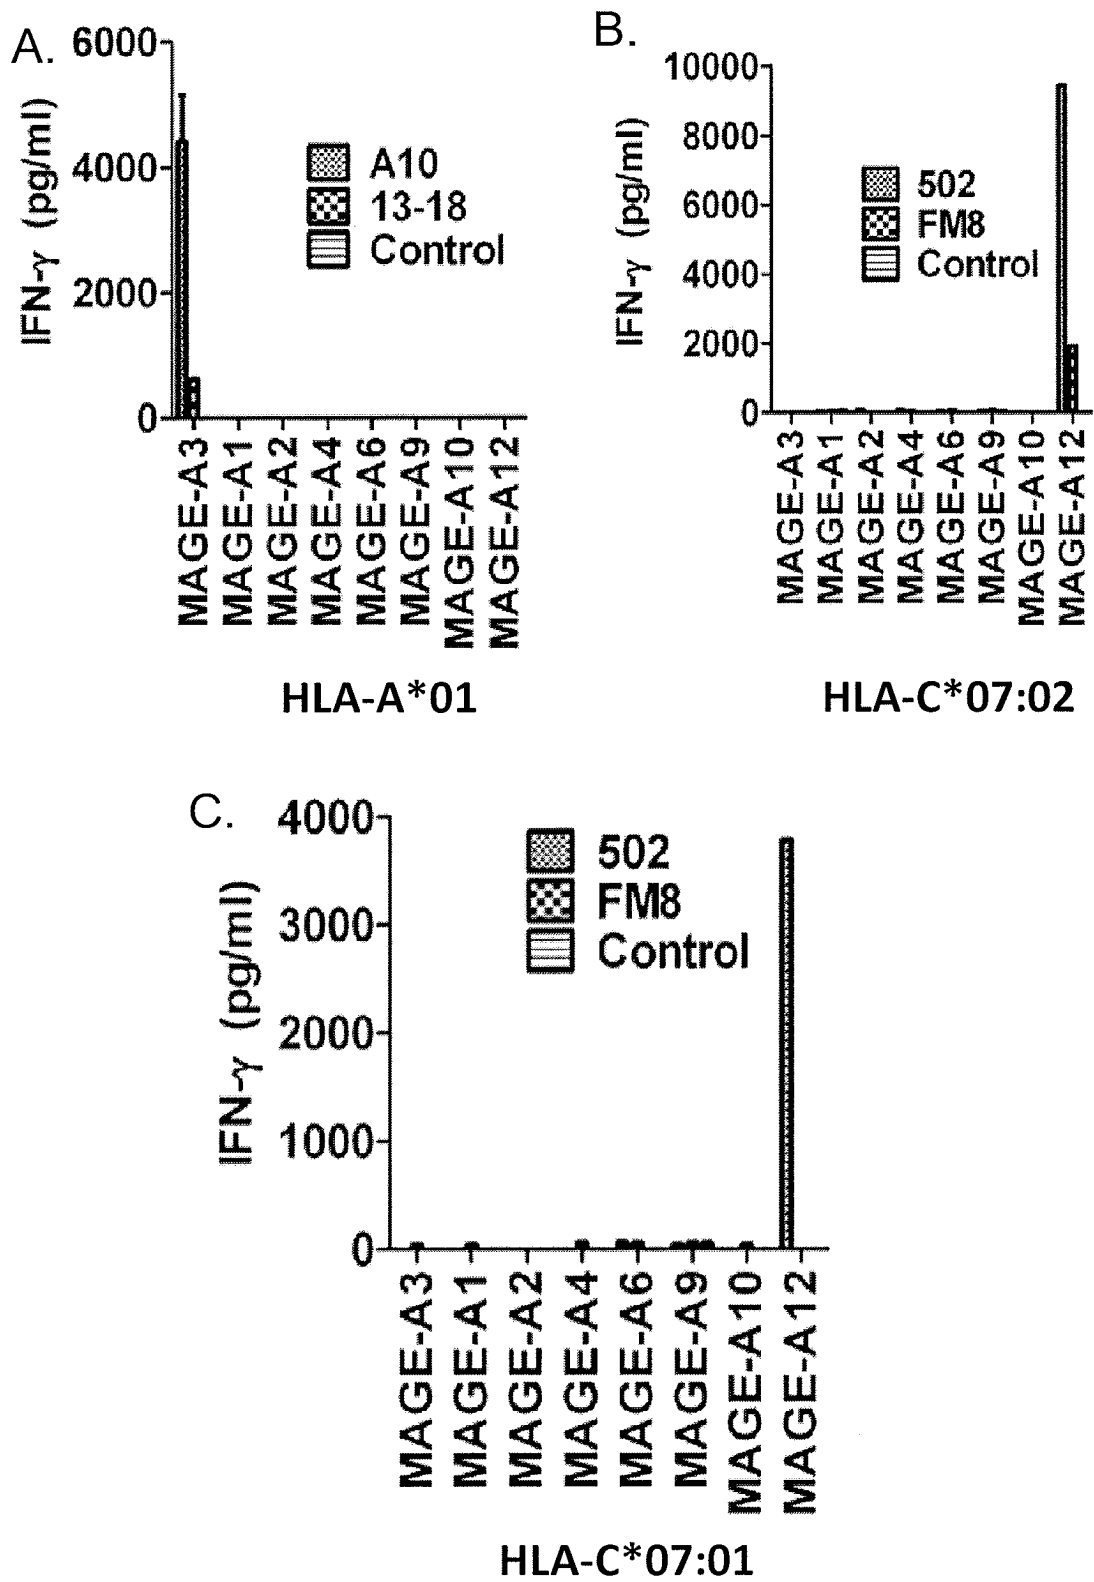 A.
6000
4000
2000
0
IFN-γ (pg/ml)
A10
13-18
Control
MAGE-A3
MAGE-A1
MAGE-A2
MAGE-A4
MAGE-A6
MAGE-A9
MAGE-A10
MAGE-A12
HLA-A*01
B.
10000
8000
6000
4000
2000
0
IFN-γ (pg/ml)
502
FM8
Control
MAGE-A3
MAGE-A1
MAGE-A2
MAGE-A4
MAGE-A6
MAGE-A9
MAGE-A10
MAGE-A12
HLA-C*07:02
C.
4000
3000
2000
1000
0
IFN-γ (pg/ml)
502
FM8
Control
MAGE-A3
MAGE-A1
MAGE-A2
MAGE-A4
MAGE-A6
MAGE-A9
MAGE-A10
MAGE-A12
HLA-C*07:01